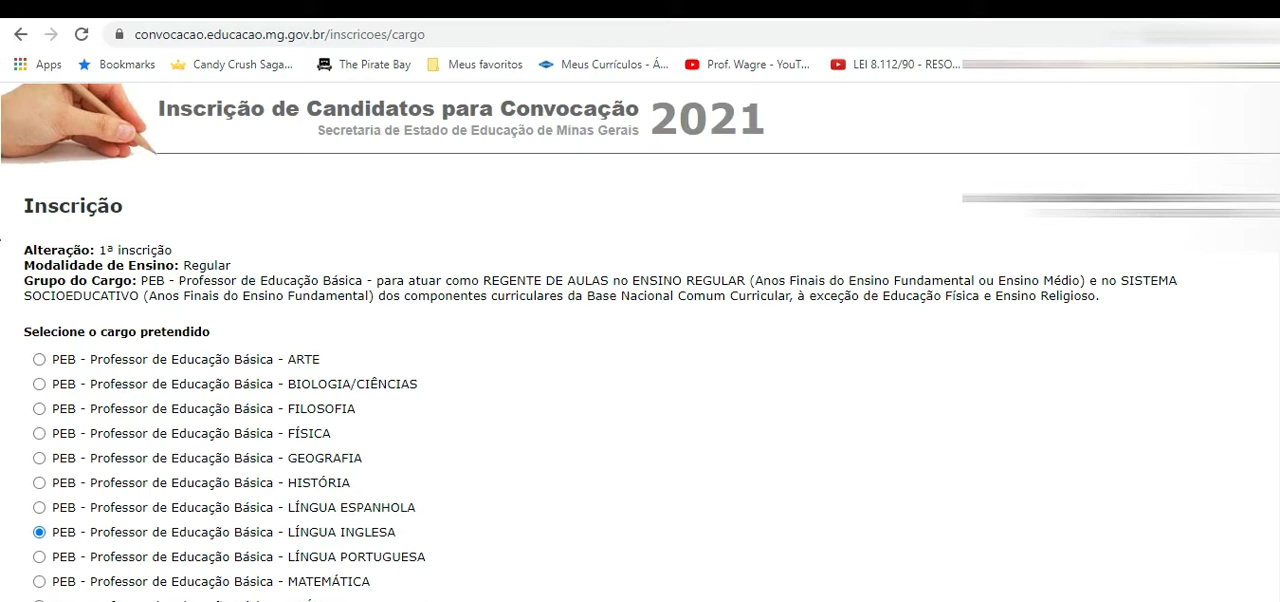 convocacao.educacao.mg.gov.br/inscricoes/cargo
Apps Bookmarks Candy Crush Saga... The Pirate Bay Meus favoritos Meus Currículos - Á... Prof. Wagre - YouT... LEI 8.112/90 - RESO...
Inscrição de Candidatos para Convocação 2021
Secretaria de Estado de Educação de Minas Gerais
Inscrição
Alteração: 1ª inscrição
Modalidade de Ensino: Regular
Grupo do Cargo: PEB - Professor de Educação Básica - para atuar como REGENTE DE AULAS no ENSINO REGULAR (Anos Finais do Ensino Fundamental ou Ensino Médio) e no SISTEMA
SOCIOEDUCATIVO (Anos Finais do Ensino Fundamental) dos componentes curriculares da Base Nacional Comum Curricular, à exceção de Educação Física e Ensino Religioso.
Selecione o cargo pretendido
PEB - Professor de Educação Básica - ARTE
PEB - Professor de Educação Básica - BIOLOGIA/CIÊNCIAS
PEB - Professor de Educação Básica - FILOSOFIA
PEB - Professor de Educação Básica - FÍSICA
PEB - Professor de Educação Básica - GEOGRAFIA
PEB - Professor de Educação Básica - HISTÓRIA
PEB - Professor de Educação Básica - LÍNGUA ESPANHOLA
PEB - Professor de Educação Básica - LÍNGUA INGLESA
PEB - Professor de Educação Básica - LÍNGUA PORTUGUESA
PEB - Professor de Educação Básica - MATEMÁTICA